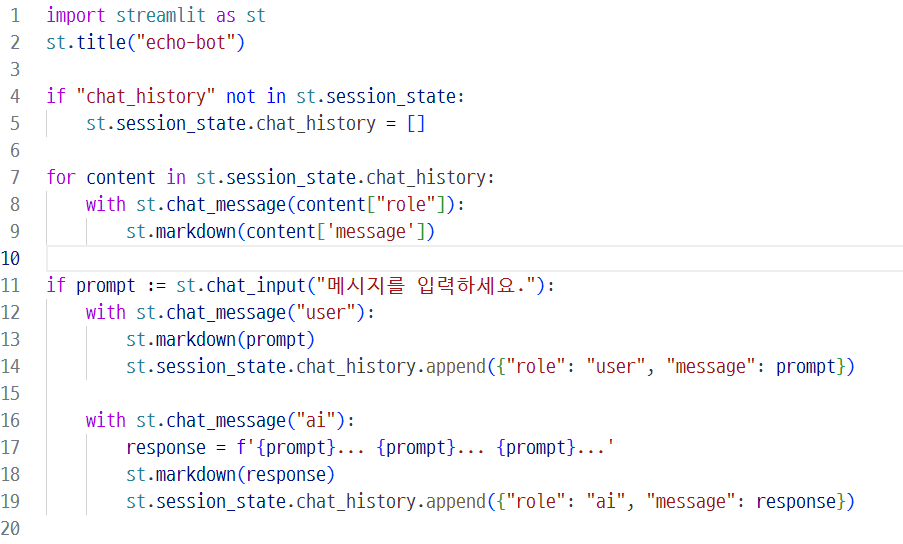 1 import streamlit as st
2 st.title("echo-bot")
3
4 if "chat_history" not in st.session_state:
5     st.session_state.chat_history = []
6
7 for content in st.session_state.chat_history:
8     with st.chat_message(content["role"]):
9         st.markdown(content['message'])
10
11 if prompt := st.chat_input("메시지를 입력하세요."):
12     with st.chat_message("user"):
13         st.markdown(prompt)
14         st.session_state.chat_history.append({"role": "user", "message": prompt})
15
16     with st.chat_message("ai"):
17         response = f'{prompt}... {prompt}... {prompt}...'
18         st.markdown(response)
19         st.session_state.chat_history.append({"role": "ai", "message": response})
20